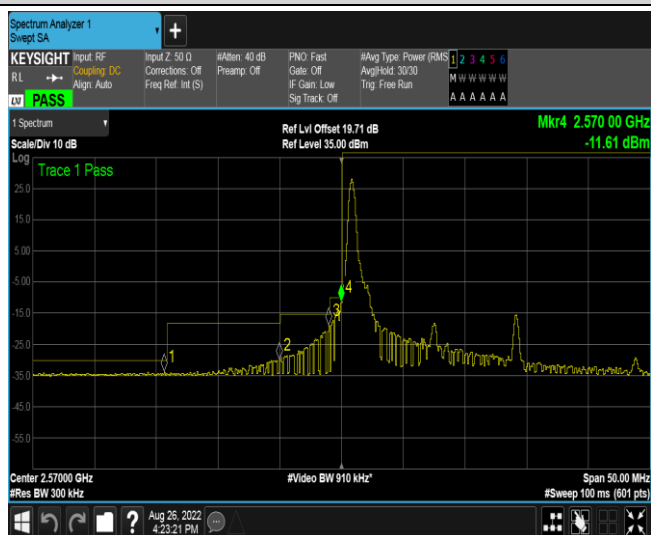 Spectrum Analyzer 1
Swept SA
+
KEYSIGHT Input: RF Input Z: 50 Ω #Atten: 40 dB PNO: Fast #Avg Type: Power (RMS 1 2 3 4 5 6
RL Coupling: DC Corrections: Off Preamp: Off Gate: Off Avg|Hold: 30/30 M W W W W W
Align: Auto Freq Ref: Int (S) IF Gain: Low Trig: Free Run
LXI PASS Sig Track: Off A A A A A A
1 Spectrum Ref Lvl Offset 19.71 dB Mkr4 2.570 00 GHz
Scale/Div 10 dB Ref Level 35.00 dBm -11.61 dBm
Log
Trace 1 Pass
25.0
15.0
5.00
-5.00
4
-15.0
3
-25.0
2
1
-35.0
-45.0
-55.0
Center 2.57000 GHz #Video BW 910 kHz* Span 50.00 MHz
#Res BW 300 kHz #Sweep 100 ms (601 pts)
? Aug 26, 2022
4:23:21 PM